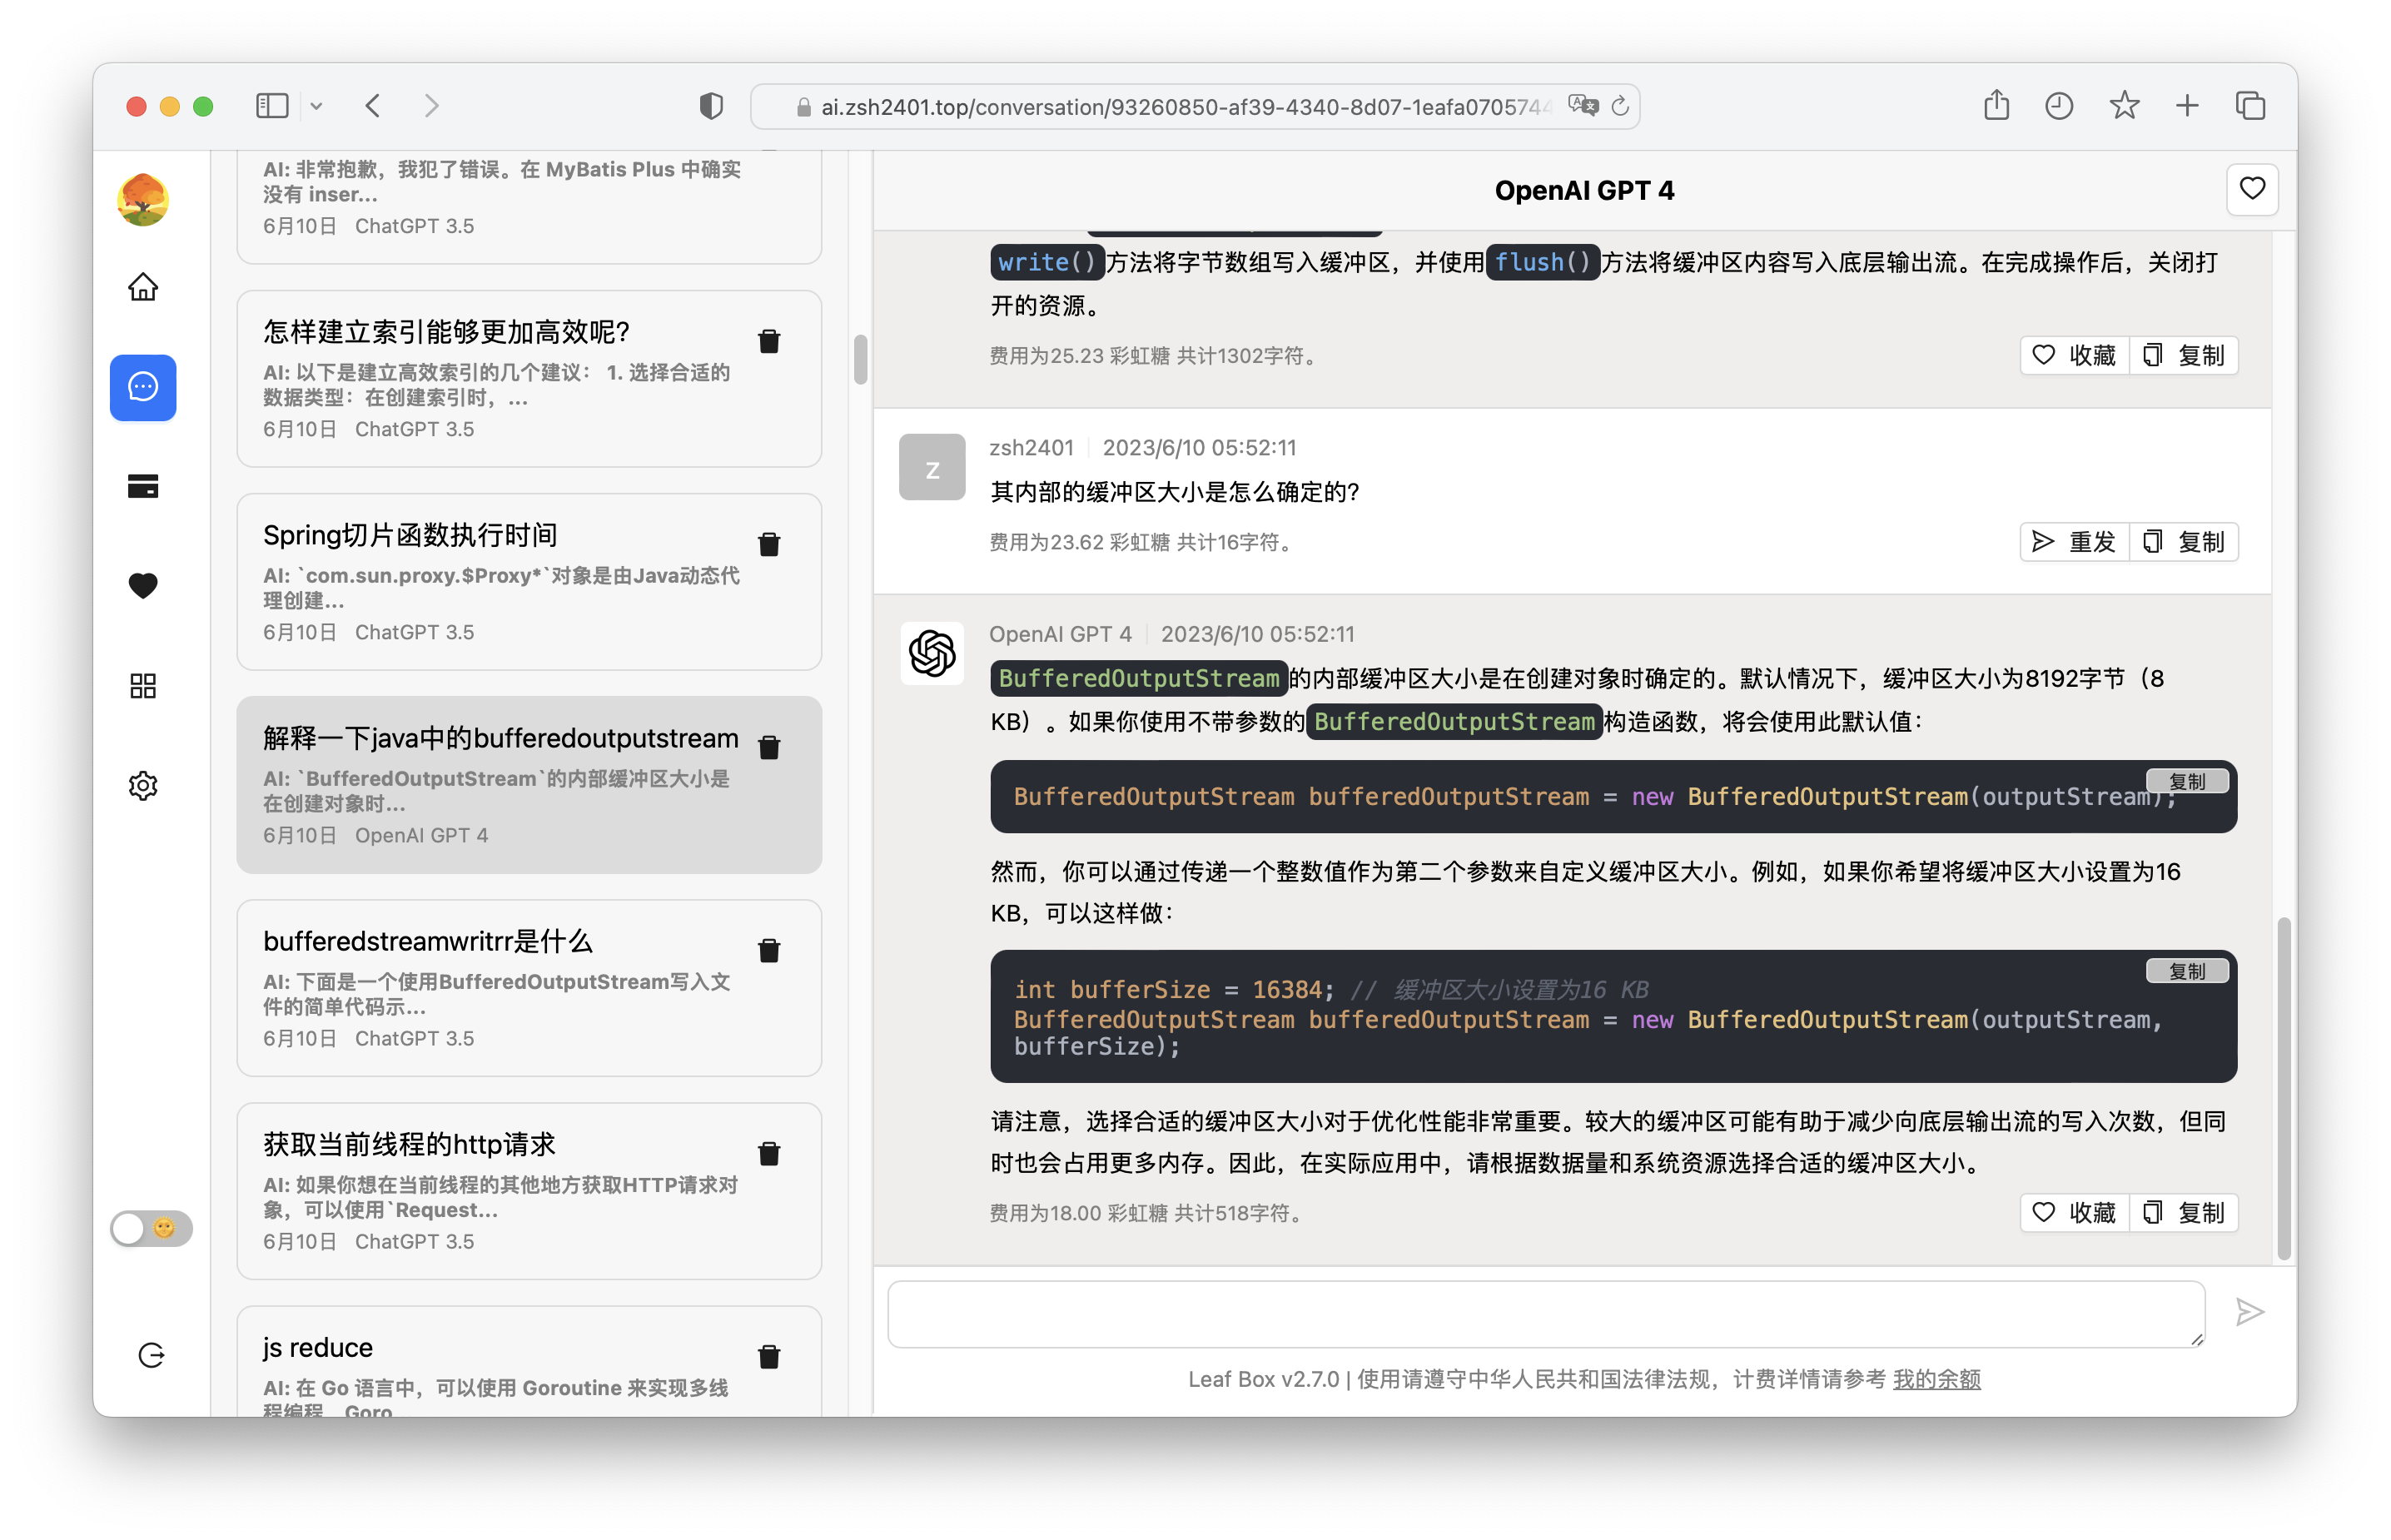 ai.zsh2401.top/conversation/93260850-af39-4340-8d07-1eafa0705744
AI: 非常抱歉，我犯了错误。在 MyBatis Plus 中确实
没有 inser...
6月10日 ChatGPT 3.5
怎样建立索引能够更加高效呢?
AI: 以下是建立高效索引的几个建议： 1. 选择合适的
数据类型：在创建索引时，...
6月10日 ChatGPT 3.5
Spring切片函数执行时间
AI: `com.sun.proxy.$Proxy*`对象是由Java动态代
理创建...
6月10日 ChatGPT 3.5
解释一下java中的bufferedoutputstream
AI: `BufferedOutputStream`的内部缓冲区大小是
在创建对象时...
6月10日 OpenAI GPT 4
bufferedstreamwritrr是什么
AI: 下面是一个使用BufferedOutputStream写入文
件的简单代码示...
6月10日 ChatGPT 3.5
获取当前线程的http请求
AI: 如果你想在当前线程的其他地方获取HTTP请求对
象，可以使用`Request...
6月10日 ChatGPT 3.5
js reduce
AI: 在 Go 语言中，可以使用 Goroutine 来实现多线
程编程。Goro
OpenAI GPT 4
write()方法将字节数组写入缓冲区，并使用flush()方法将缓冲区内容写入底层输出流。在完成操作后，关闭打
开的资源。
费用为25.23 彩虹糖 共计1302字符。
收藏 复制
Z
zsh2401 2023/6/10 05:52:11
其内部的缓冲区大小是怎么确定的?
费用为23.62 彩虹糖 共计16字符。
重发 复制
OpenAI GPT 4 2023/6/10 05:52:11
BufferedOutputStream的内部缓冲区大小是在创建对象时确定的。默认情况下，缓冲区大小为8192字节（8
KB）。如果你使用不带参数的BufferedOutputStream构造函数，将会使用此默认值：
复制
BufferedOutputStream bufferedOutputStream = new BufferedOutputStream(outputStream);
然而，你可以通过传递一个整数值作为第二个参数来自定义缓冲区大小。例如，如果你希望将缓冲区大小设置为16
KB，可以这样做：
复制
int bufferSize = 16384; // 缓冲区大小设置为16 KB
BufferedOutputStream bufferedOutputStream = new BufferedOutputStream(outputStream,
bufferSize);
请注意，选择合适的缓冲区大小对于优化性能非常重要。较大的缓冲区可能有助于减少向底层输出流的写入次数，但同
时也会占用更多内存。因此，在实际应用中，请根据数据量和系统资源选择合适的缓冲区大小。
费用为18.00 彩虹糖 共计518字符。
收藏 复制
Leaf Box v2.7.0 | 使用请遵守中华人民共和国法律法规，计费详情请参考 我的余额